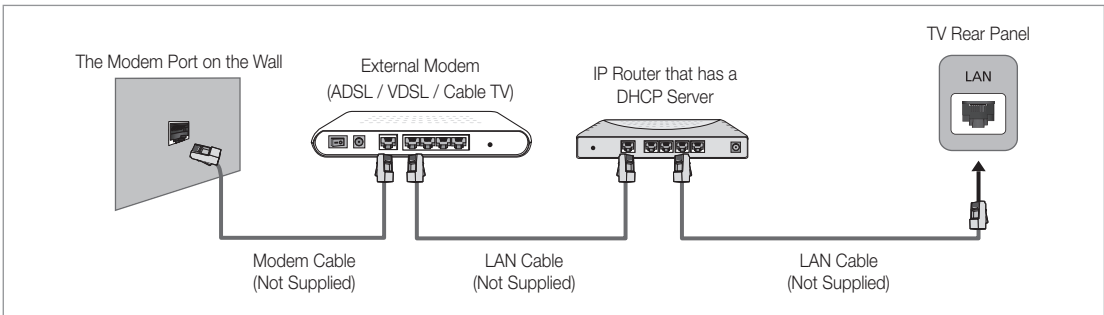 The Modem Port on the Wall
External Modem
(ADSL / VDSL / Cable TV)
IP Router that has a
DHCP Server
TV Rear Panel
LAN
Modem Cable
(Not Supplied)
LAN Cable
(Not Supplied)
LAN Cable
(Not Supplied)